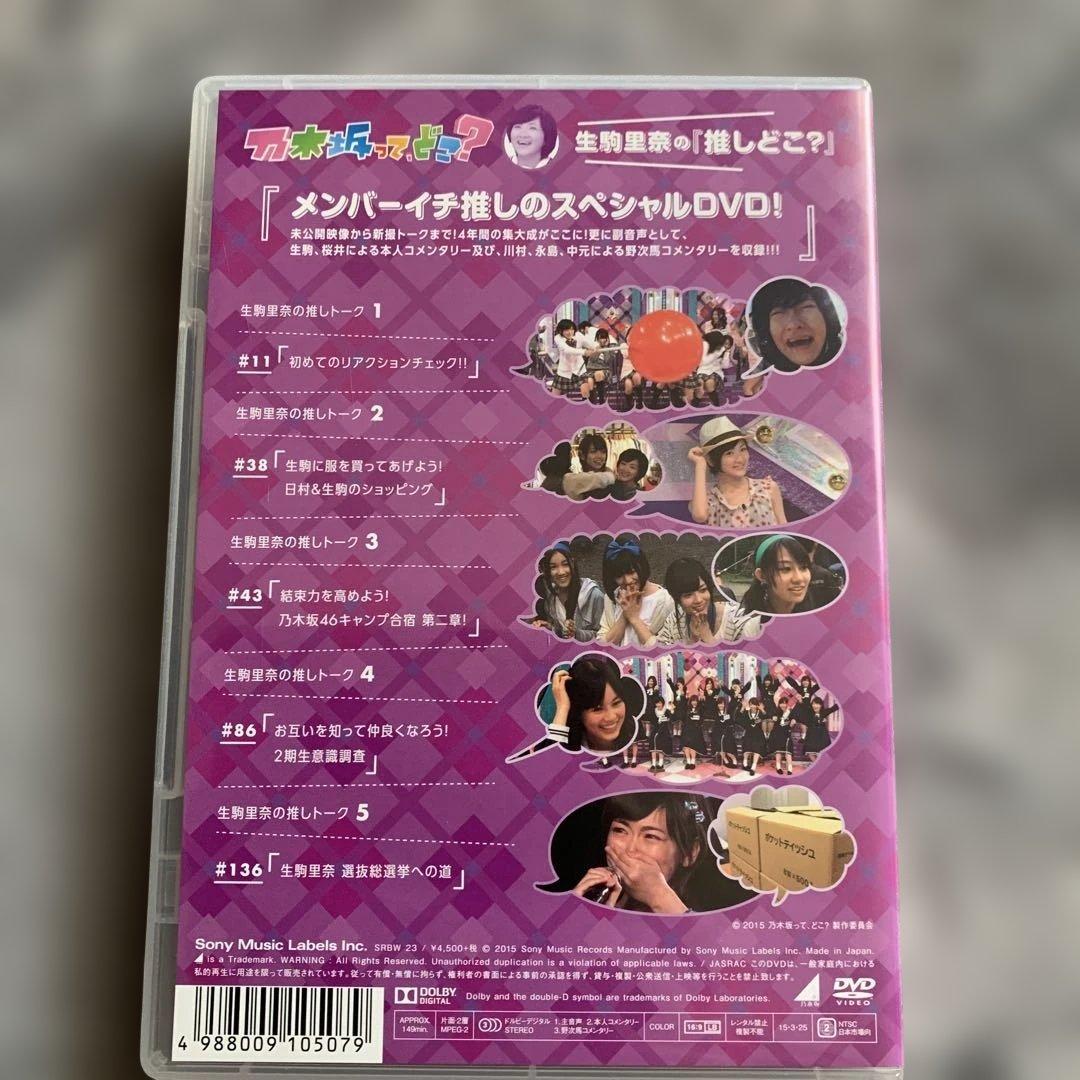 乃木坂って、どこ?
生駒里奈の『推しどこ?』
『メンバーイチ推しのスペシャルDVD!
未公開映像から新撮トークまで!4年間の集大成がここに!更に副音声として、
生駒、桜井による本人コメンタリー及び、川村、永島、中元による野次馬コメンタリーを収録!!!』
生駒里奈の推しトーク 1
#11「初めてのリアクションチェック!!」
生駒里奈の推しトーク 2
#38「生駒に服を買ってあげよう!
日村&生駒のショッピング」
生駒里奈の推しトーク 3
#43「結束力を高めよう!
乃木坂46キャンプ合宿 第二章!」
生駒里奈の推しトーク 4
#86「お互いを知って仲良くなろう!
2期生意識調査」
生駒里奈の推しトーク 5
#136「生駒里奈 選抜総選挙への道」
ポケットティッシュ
ポケットティッシュ
© 2015 乃木坂って、どこ? 製作委員会
Sony Music Labels Inc. SRBW 23 / ¥4,500+税 © 2015 Sony Music Records Manufactured by Sony Music Labels Inc. Made in Japan.
is a Trademark. WARNING : All Rights Reserved. Unauthorized duplication is a violation of applicable laws. / JASRAC このDVDは、一般家庭内における
私的再生に用途を限って販売されています。従って有償・無償に拘らず、権利者の書面による事前の承諾を得ず、貸与・複製・公衆送信・上映等を行うことを禁止致します。
DOLBY DIGITAL Dolby and the double-D symbol are trademarks of Dolby Laboratories.
乃木坂
DVD VIDEO
APPROX. 149min.
片面・2層 MPEG-2
3 ドルビーデジタル STEREO 1.主音声 2.本人コメンタリー 3.野次馬コメンタリー
COLOR
16:9 LB
レンタル禁止 複製不能
15-3-25
2 NTSC 日本市場向
4 988009 105079